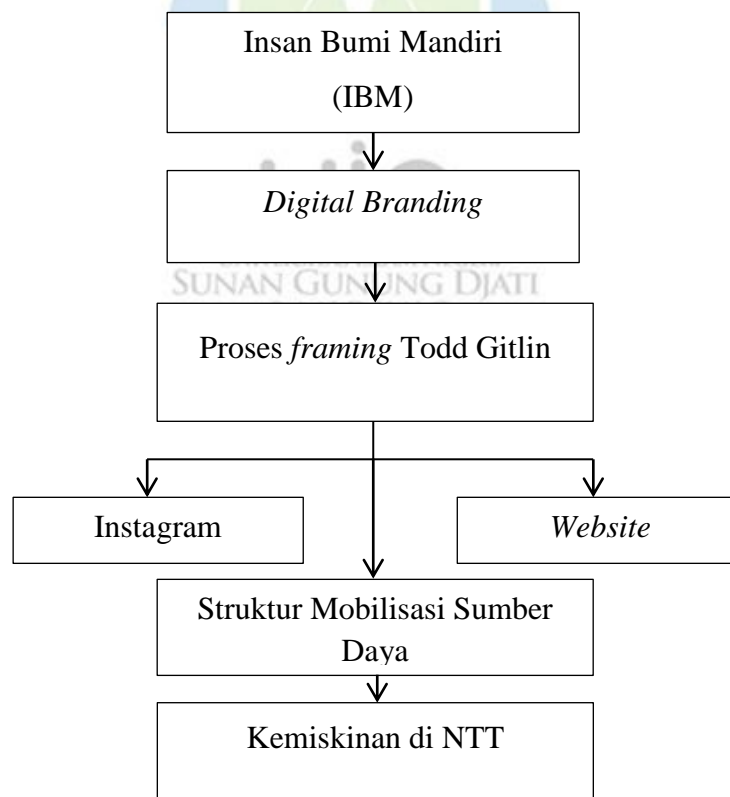 Insan Bumi Mandiri
(IBM)
Digital Branding
SUNAN GUNUNG DJATI
Proses framing Todd Gitlin
Instagram
Website
Struktur Mobilisasi Sumber
Daya
Kemiskinan di NTT